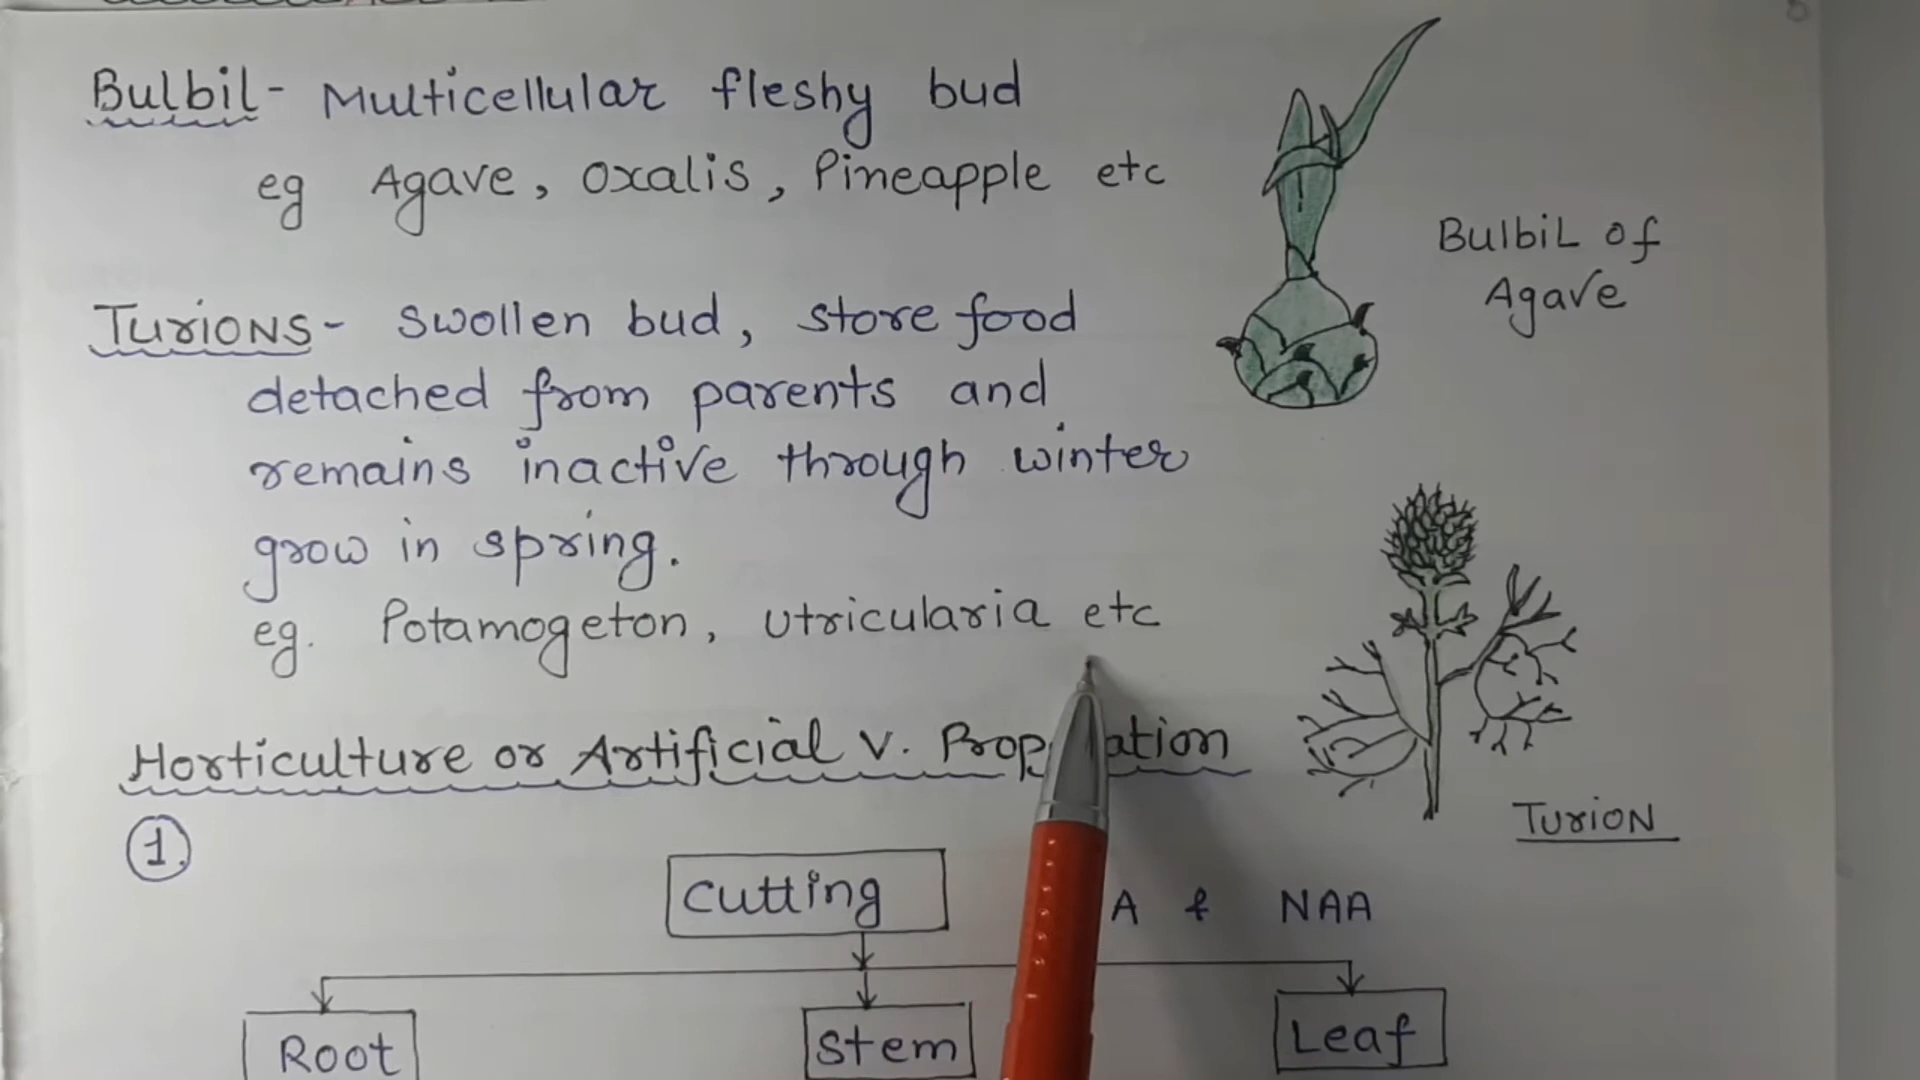 Bulbil - Multicellular fleshy bud
eg Agave, Oxalis, Pineapple etc
Bulbil of
Agave
Turions - Swollen bud, store food
detached from parents and
remains inactive through winter
grow in spring.
eg. Potamogeton, Utricularia etc
Turion
Horticulture or Artificial V.
1.
Cutting
A & NAA
Root
Stem
Leaf